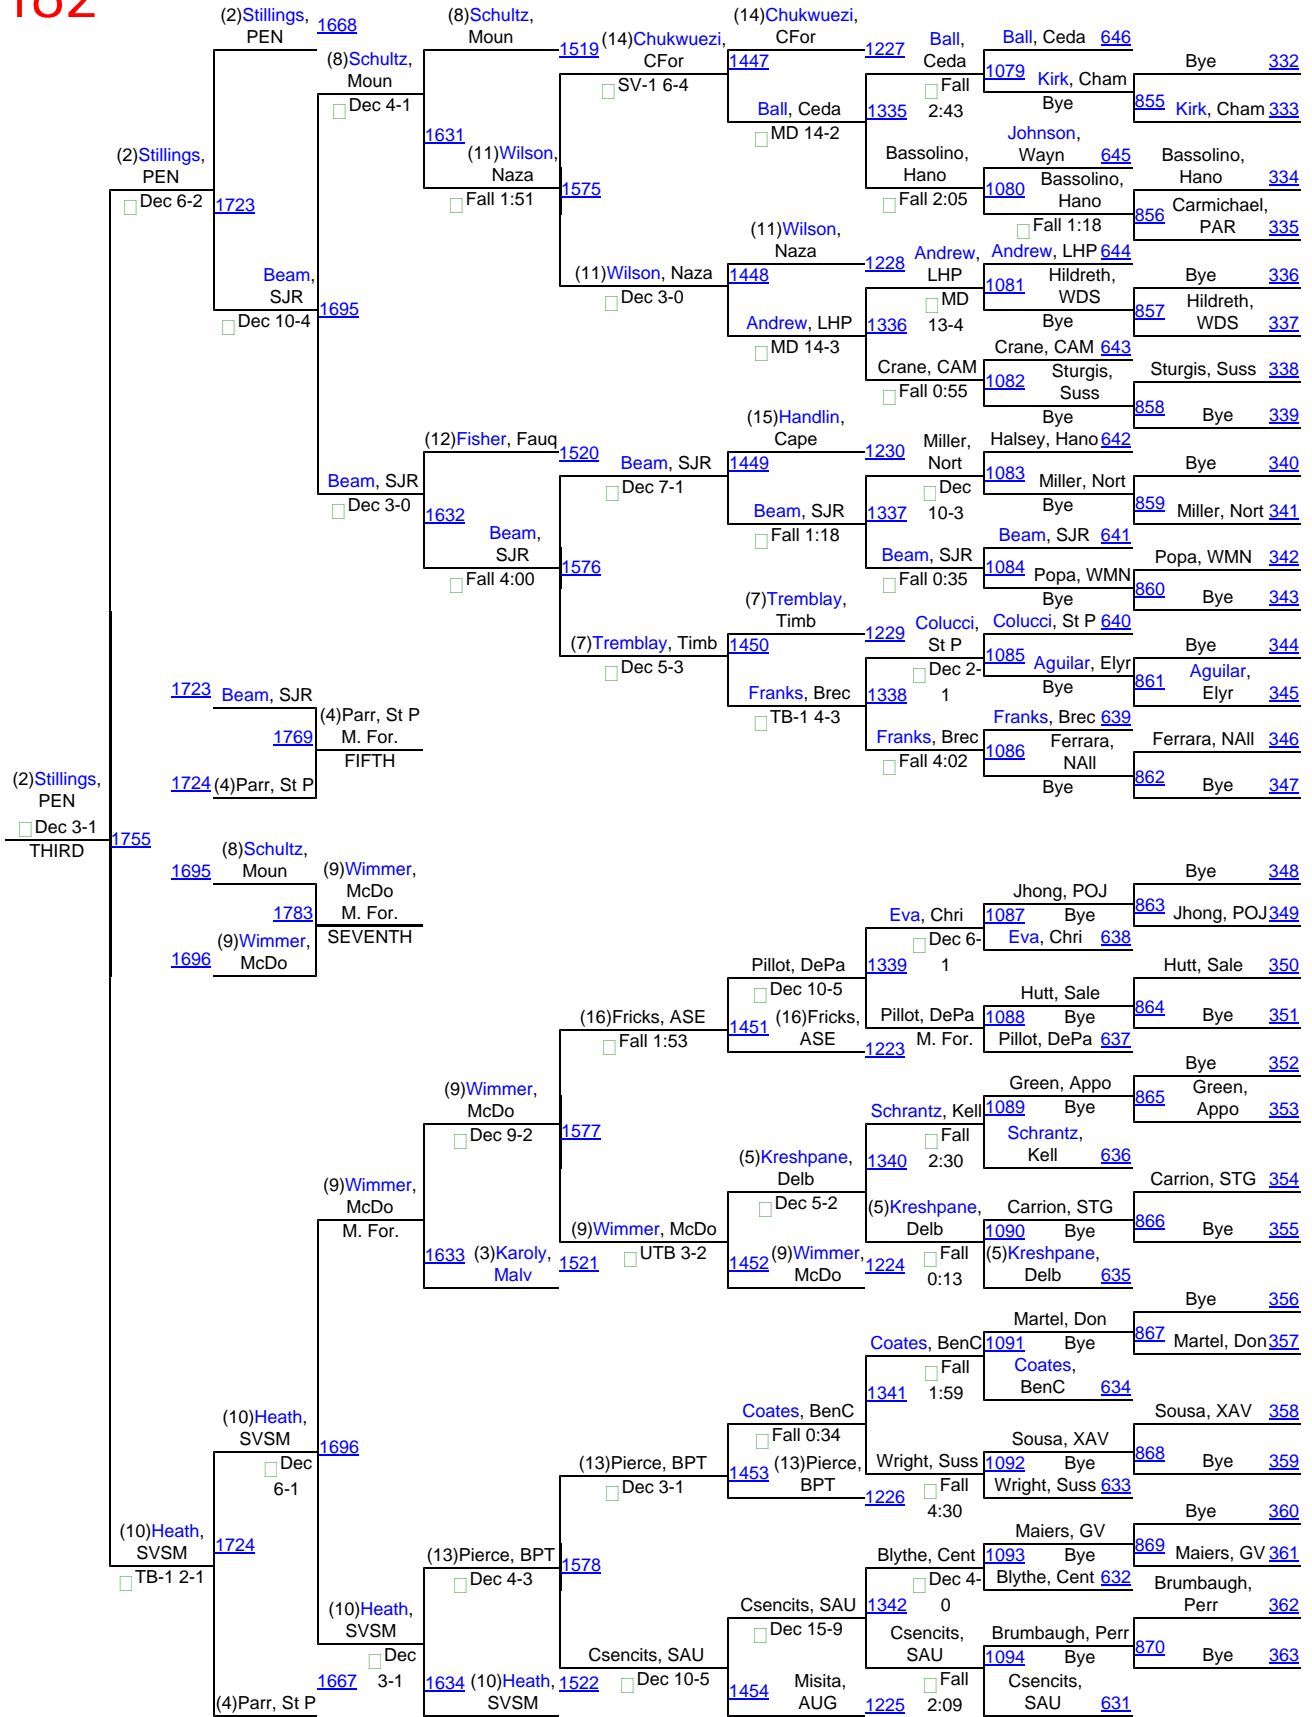 182
(2)Stillings,
PEN
1668
(8)Schultz,
Moun
1519
(14)Chukwuezi,
CFor
SV-1 6-4
(14)Chukwuezi,
CFor
1447
1227
Ball,
Ceda
Fall
2:43
Ball, Ceda 646
1079 Kirk, Cham
Bye
Bye 332
855 Kirk, Cham 333
(8)Schultz,
Moun
Dec 4-1
Ball, Ceda
MD 14-2
1335
1631
(11)Wilson,
Naza
Fall 1:51
1575
Bassolino,
Hano
Fall 2:05
Johnson,
Wayn 645
1080 Bassolino,
Hano
Fall 1:18
Bassolino,
Hano 334
856 Carmichael,
PAR 335
(2)Stillings,
PEN
Dec 6-2
1723
(11)Wilson,
Naza
1228
(11)Wilson, Naza
Dec 3-0
1448
Andrew,
LHP
MD
13-4
Andrew, LHP 644
1081 Hildreth,
WDS
Bye
Bye 336
857 Hildreth,
WDS 337
Beam,
SJR
Dec 10-4
1695
Andrew, LHP
MD 14-3
1336
Crane, CAM
Fall 0:55
Crane, CAM 643
1082 Sturgis,
Suss
Bye
Sturgis, Suss 338
858 Bye 339
(12)Fisher, Fauq
1520
Beam, SJR
Dec 7-1
(15)Handlin,
Cape
1449
1230
Miller,
Nort
Dec
10-3
Halsey, Hano 642
1083 Miller, Nort
Bye
Bye 340
859 Miller, Nort 341
Beam, SJR
Dec 3-0
1632
Beam,
SJR
Fall 4:00
1576
Beam, SJR
Fall 1:18
1337
Beam, SJR
Fall 0:35
Beam, SJR 641
1084 Popa, WMN
Bye
Popa, WMN 342
860 Bye 343
(7)Tremblay,
Timb
1229
(7)Tremblay, Timb
Dec 5-3
1450
Colucci,
St P
Dec 2-
1
Colucci, St P 640
1085 Aguilar, Elyr
Bye
Bye 344
861 Aguilar,
Elyr 345
Franks, Brec
TB-1 4-3
1338
Franks, Brec
Fall 4:02
Franks, Brec 639
1086 Ferrara,
NAll
Bye
Ferrara, NAll 346
862 Bye 347
1723 Beam, SJR
1769
(4)Parr, St P
M. For.
FIFTH
1724 (4)Parr, St P
(2)Stillings,
PEN
Dec 3-1
THIRD
1755
1695
(8)Schultz,
Moun
1783
(9)Wimmer,
McDo
M. For.
SEVENTH
1696
(9)Wimmer,
McDo
Eva, Chri
Dec 6-
1
Jhong, POJ
1087 Bye
Eva, Chri 638
Bye 348
863 Jhong, POJ 349
Pillot, DePa
Dec 10-5
1339
Pillot, DePa
M. For.
Hutt, Sale
1088 Bye
Pillot, DePa 637
Hutt, Sale 350
864 Bye 351
(16)Fricks, ASE
Fall 1:53
1451 (16)Fricks,
ASE
1223
(9)Wimmer,
McDo
Dec 9-2
1577
Schrantz, Kell
Fall
2:30
Green, Appo
1089 Bye
Schrantz,
Kell 636
Bye 352
865 Green,
Appo 353
(5)Kreshpane,
Delb
Dec 5-2
1340
(5)Kreshpane,
Delb
Fall
0:13
Carrion, STG
1090 Bye
(5)Kreshpane,
Delb 635
Carrion, STG 354
866 Bye 355
(9)Wimmer,
McDo
M. For.
1633 (3)Karoly,
Malv
1521
(9)Wimmer, McDo
UTB 3-2
1452 (9)Wimmer,
McDo
1224
Coates, BenC
Fall
1:59
Martel, Don
1091 Bye
Coates,
BenC 634
Bye 356
867 Martel, Don 357
(10)Heath,
SVSM
Dec
6-1
1696
Coates, BenC
Fall 0:34
1341
Wright, Suss
Fall
4:30
Sousa, XAV
1092 Bye
Wright, Suss 633
Sousa, XAV 358
868 Bye 359
(13)Pierce, BPT
Dec 3-1
1453 (13)Pierce,
BPT
1226
(10)Heath,
SVSM
TB-1 2-1
1724
(13)Pierce, BPT
Dec 4-3
1578
Blythe, Cent
Dec 4-
0
Maiers, GV
1093 Bye
Blythe, Cent 632
Bye 360
869 Maiers, GV 361
(10)Heath,
SVSM
Dec
3-1
Csencits, SAU
Dec 15-9
1342
Csencits,
SAU
Fall
2:09
Brumbaugh, Perr
1094 Bye
Csencits,
SAU 631
Brumbaugh,
Perr 362
870 Bye 363
(4)Parr, St P
1667
1634 (10)Heath,
SVSM
1522
Csencits, SAU
Dec 10-5
1454 Misita,
AUG
1225